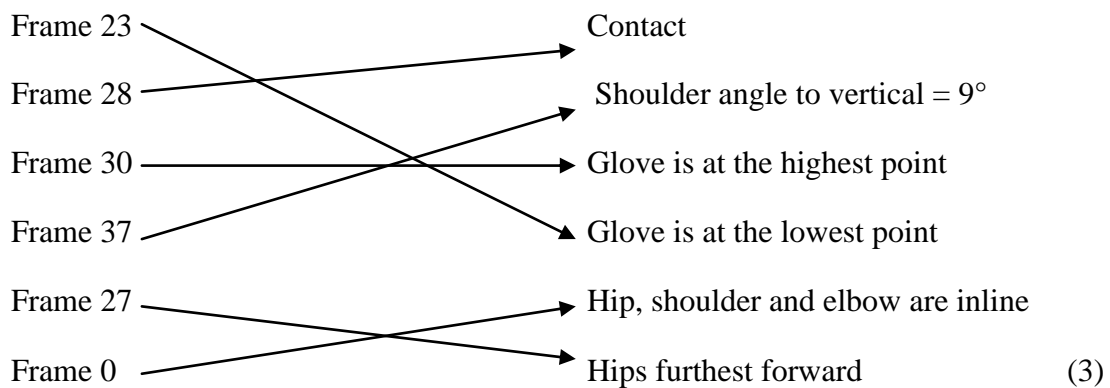 Frame 23 Contact
Frame 28 Shoulder angle to vertical = 9°
Frame 30 Glove is at the highest point
Frame 37 Glove is at the lowest point
Frame 27 Hip, shoulder and elbow are inline
Frame 0 Hips furthest forward (3)